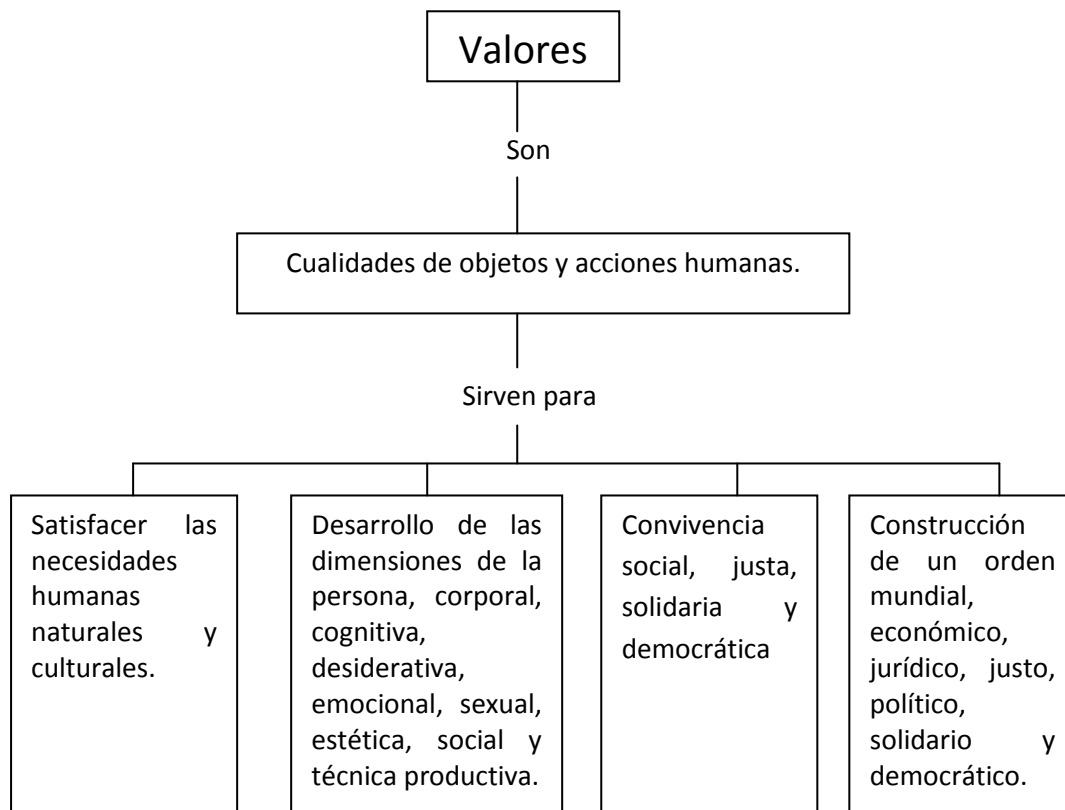 Valores
Son
Cualidades de objetos y acciones humanas.
Sirven para
Satisfacer las
necesidades
humanas
naturales y
culturales.
Desarrollo de las
dimensiones de la
persona, corporal,
cognitiva,
desiderativa,
emocional, sexual,
estética, social y
técnica productiva.
Convivencia
social, justa,
solidaria y
democrática
Construcción
de un orden
mundial,
económico,
jurídico, justo,
político,
solidario y
democrático.